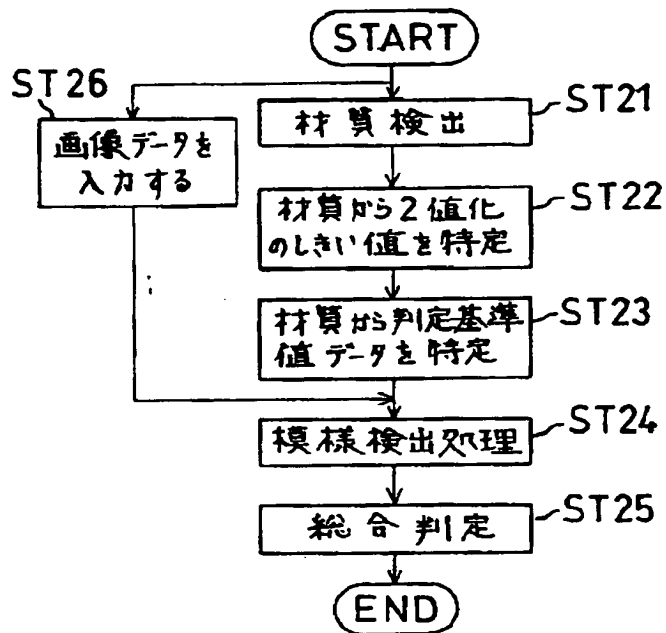 START
ST26
画像データを
入力する
ST21
材質検出
ST22
材質から2値化
のしきい値を特定
ST23
材質から判定基準
値データを特定
ST24
模様検出処理
ST25
総合判定
END